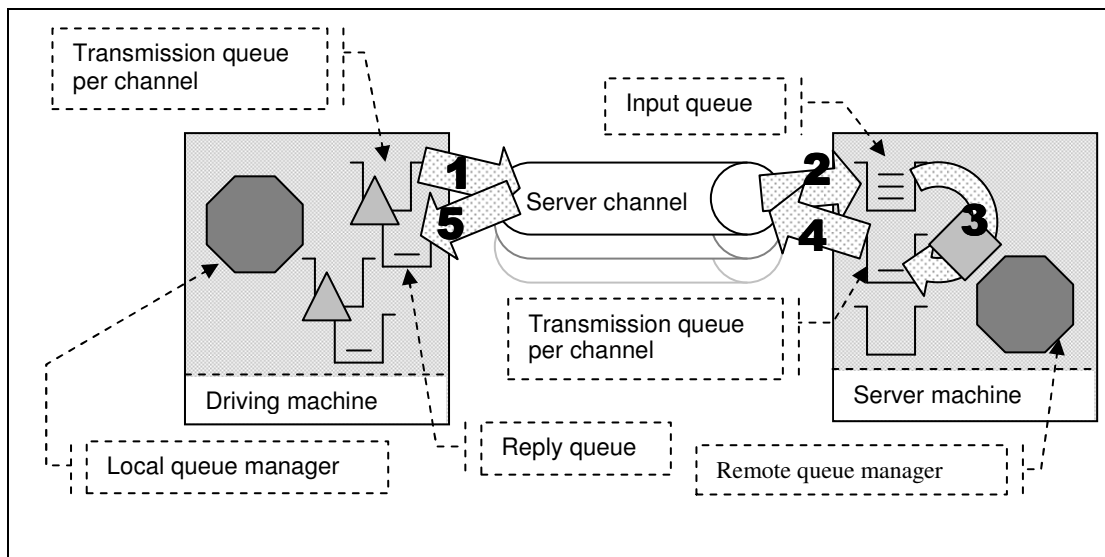 Transmission queue
per channel
Input queue
1
2
Server channel
5
4
3
Transmission queue
per channel
Driving machine
Server machine
Reply queue
Local queue manager
Remote queue manager